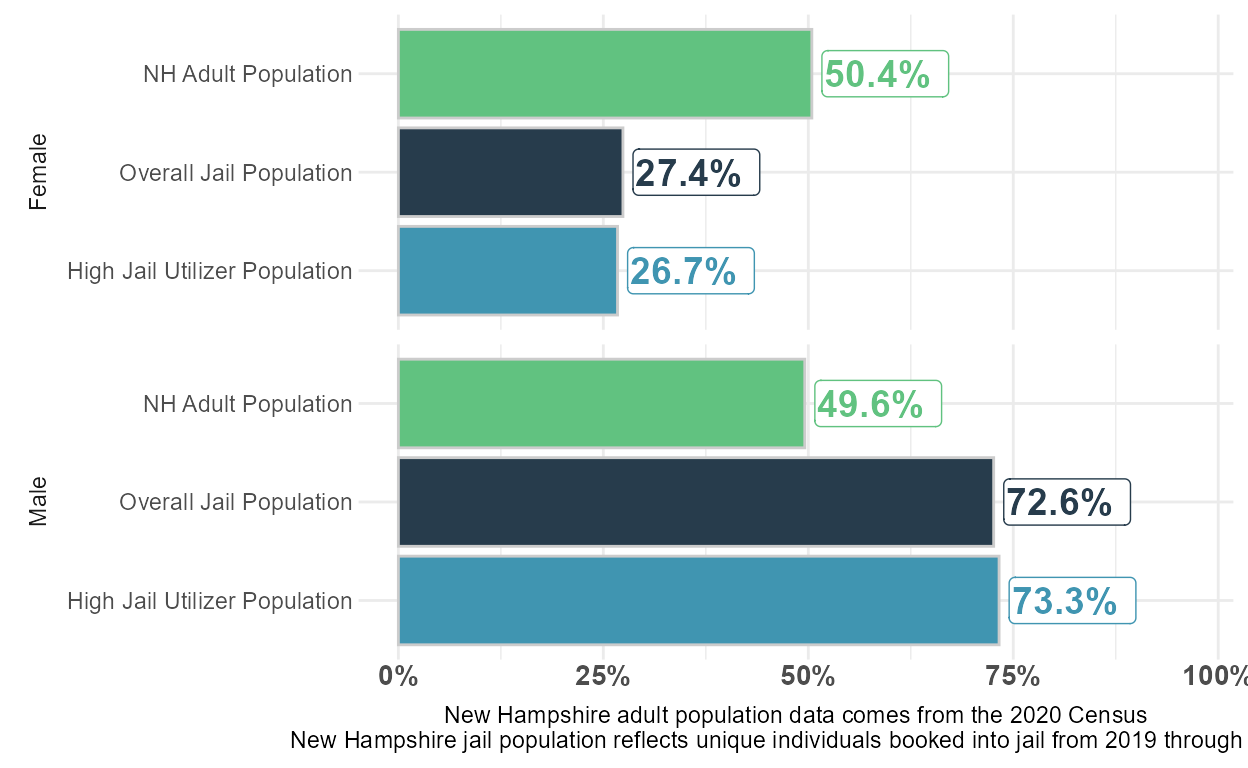 Female
NH Adult Population 50.4%
Overall Jail Population 27.4%
High Jail Utilizer Population 26.7%
Male
NH Adult Population 49.6%
Overall Jail Population 72.6%
High Jail Utilizer Population 73.3%
0% 25% 50% 75% 100%
New Hampshire adult population data comes from the 2020 Census
New Hampshire jail population reflects unique individuals booked into jail from 2019 through